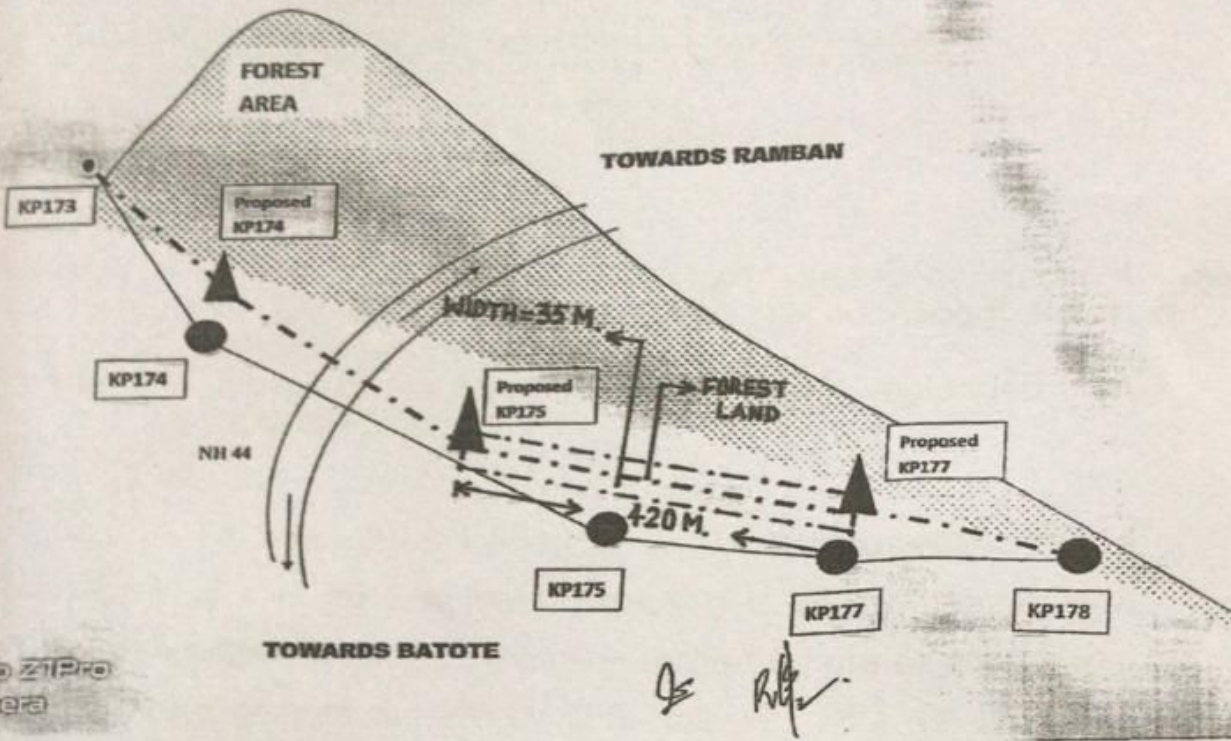 FOREST
AREA
TOWARDS RAMBAN
KP173
Proposed
KP174
WIDTH=35 M.
KP174
Proposed
KP175
FOREST
LAND
Proposed
KP177
NH 44
420 M.
KP175
KP177
KP178
TOWARDS BATOTE
Z1Pro